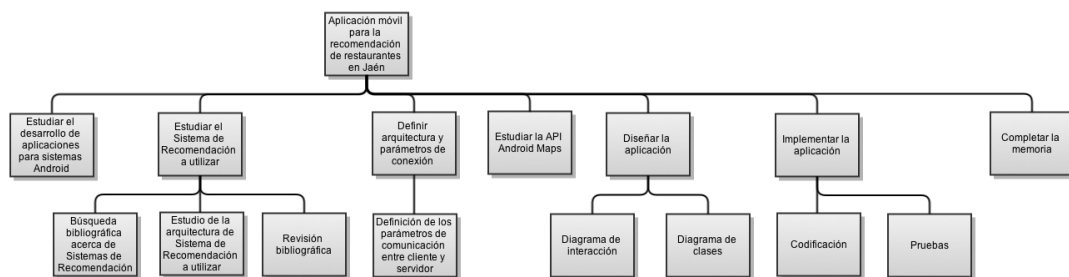 Aplicación móvil
para la
recomendación
de restaurantes
en Jaén
Estudiar el
desarrollo de
aplicaciones
para sistemas
Android
Estudiar el
Sistema de
Recomendación
a utilizar
Definir
arquitectura y
parámetros de
conexión
Estudiar la API
Android Maps
Diseñar la
aplicación
Implementar la
aplicación
Completar la
memoria
Búsqueda
bibliográfica
acerca de
Sistemas de
Recomendación
Estudio de la
arquitectura de
Sistema de
Recomendación
a utilizar
Revisión
bibliográfica
Definición de los
parámetros de
comunicación
entre cliente y
servidor
Diagrama de
interacción
Diagrama de
clases
Codificación
Pruebas